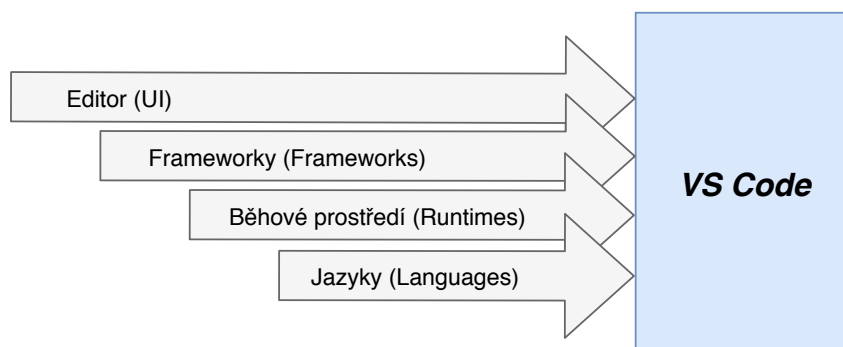 Editor (UI)
Frameworky (Frameworks)
Běhové prostředí (Runtimes)
Jazyky (Languages)
VS Code